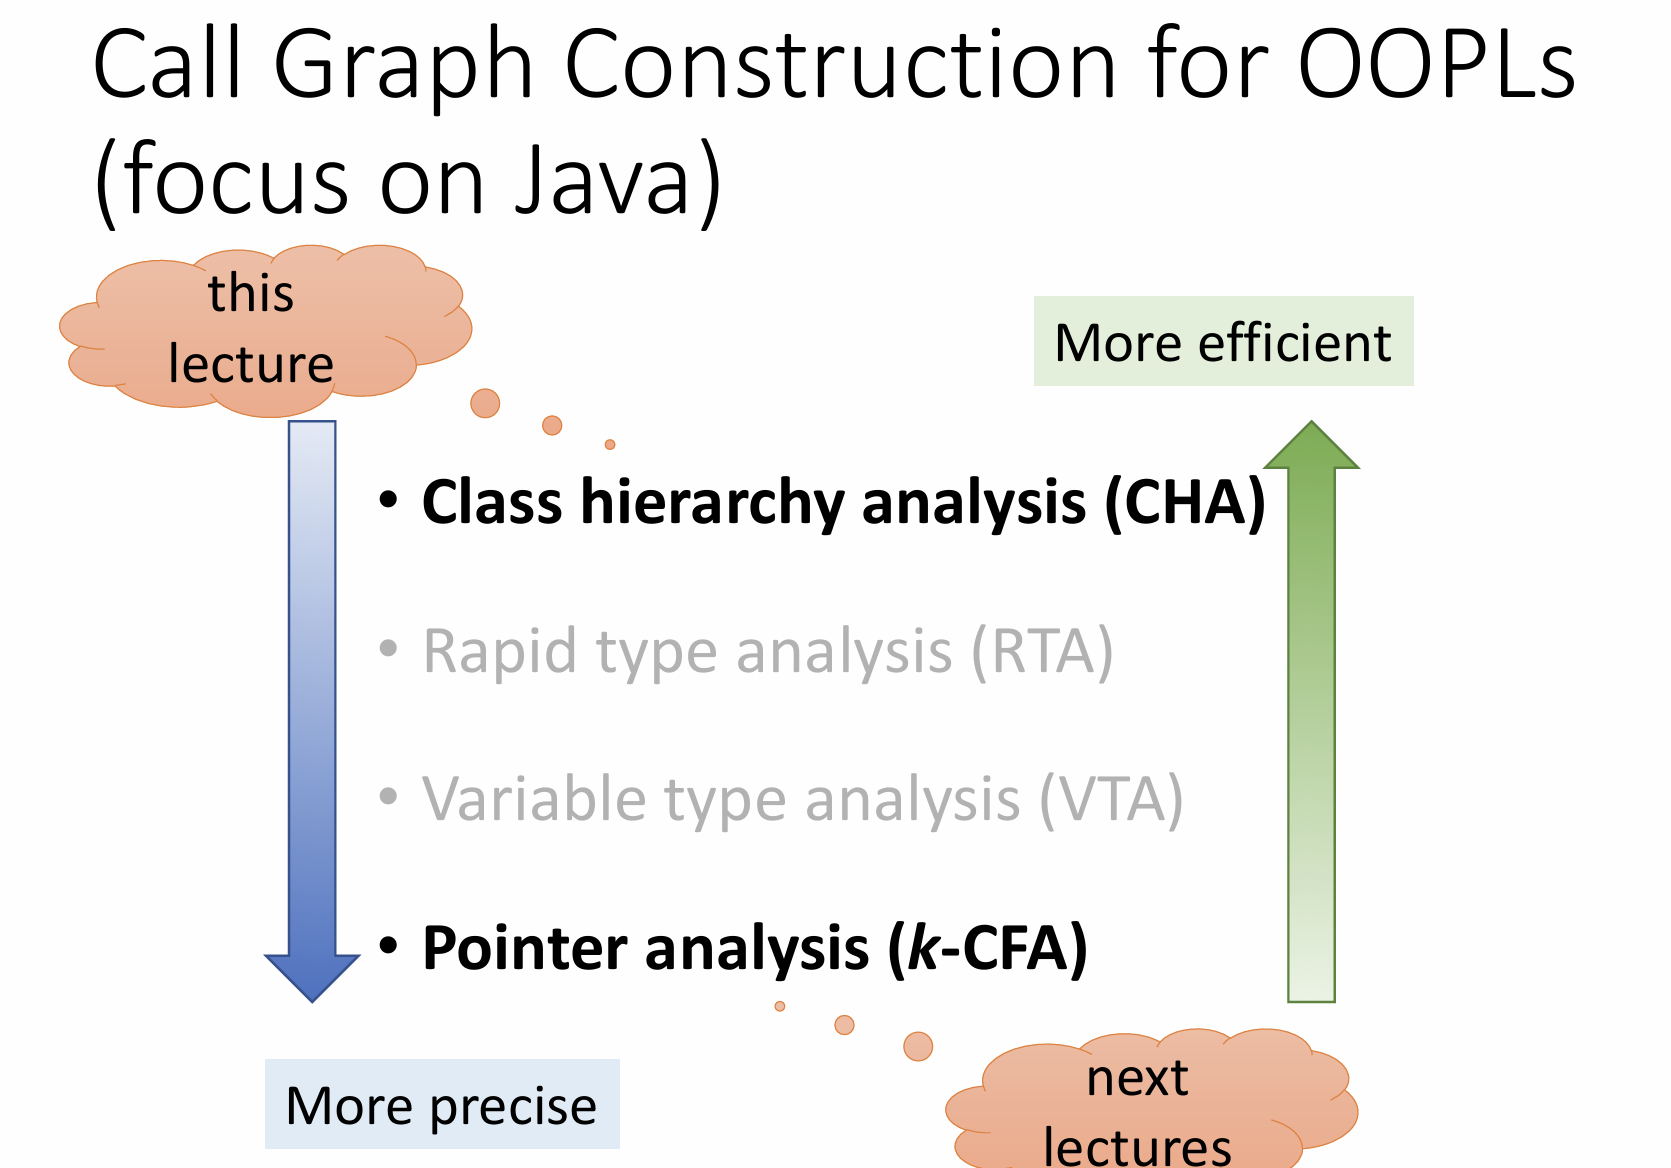 Call Graph Construction for OOPLs
(focus on Java)
this
lecture
More efficient
• Class hierarchy analysis (CHA)
• Rapid type analysis (RTA)
• Variable type analysis (VTA)
• Pointer analysis (k-CFA)
More precise
next
lectures